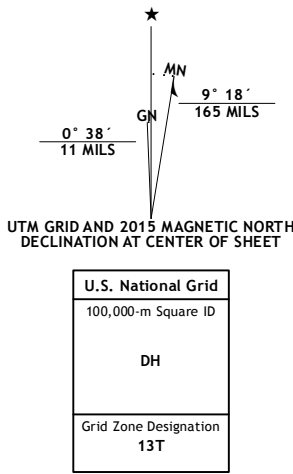 MN
GN
9° 18´
165 MILS
0° 38´
11 MILS
UTM GRID AND 2015 MAGNETIC NORTH
DECLINATION AT CENTER OF SHEET
U.S. National Grid
100,000-m Square ID
DH
Grid Zone Designation
13T